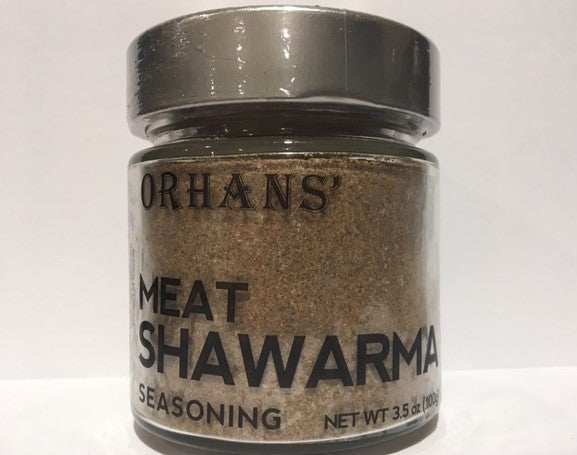 ORHANS'
MEAT
SHAWARMA
SEASONING
NET WT 3.5 oz (100g